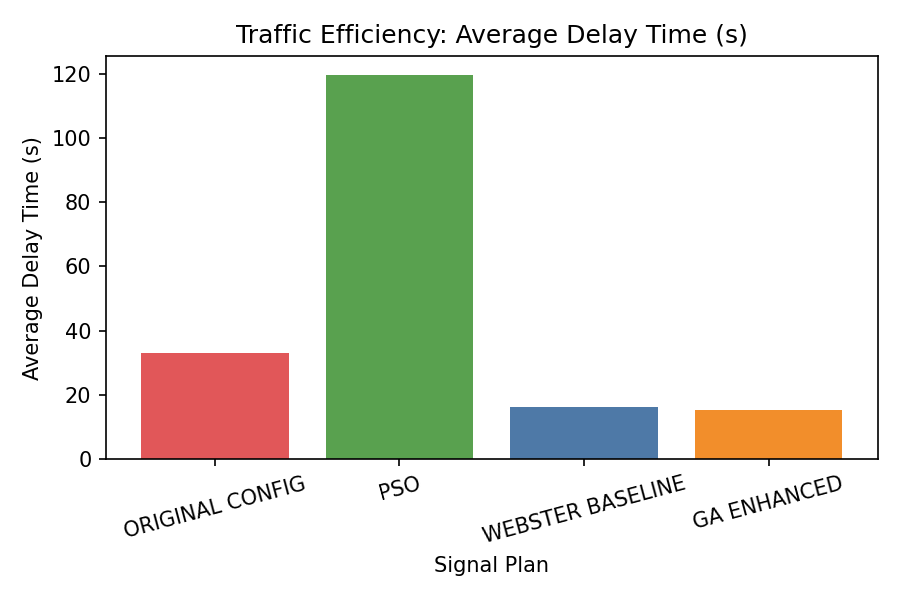 Traffic Efficiency: Average Delay Time (s)
Average Delay Time (s)
120
100
80
60
40
20
0
ORIGINAL CONFIG
PSO
WEBSTER BASELINE
GA ENHANCED
Signal Plan